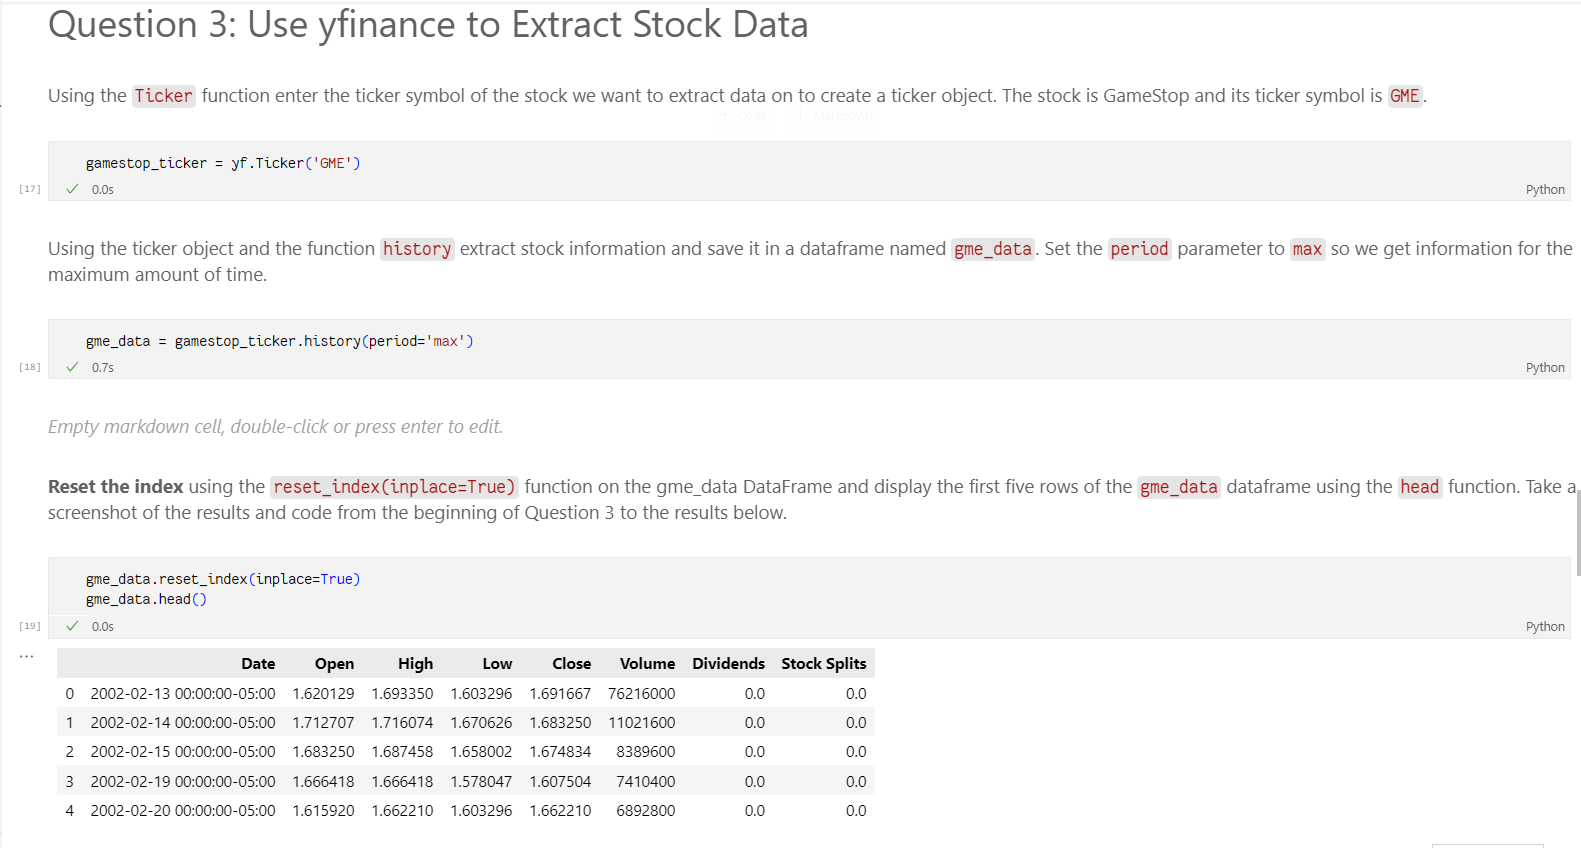 Question 3: Use yfinance to Extract Stock Data
Using the Ticker function enter the ticker symbol of the stock we want to extract data on to create a ticker object. The stock is GameStop and its ticker symbol is GME.
+ Code + Markdown
gamestop_ticker = yf.Ticker('GME')
[17] ✓ 0.0s Python
Using the ticker object and the function history extract stock information and save it in a dataframe named gme_data. Set the period parameter to max so we get information for the
maximum amount of time.
gme_data = gamestop_ticker.history(period='max')
[18] ✓ 0.7s Python
Empty markdown cell, double-click or press enter to edit.
Reset the index using the reset_index(inplace=True) function on the gme_data DataFrame and display the first five rows of the gme_data dataframe using the head function. Take a
screenshot of the results and code from the beginning of Question 3 to the results below.
gme_data.reset_index(inplace=True)
gme_data.head()
[19] ✓ 0.0s Python
...
Date Open High Low Close Volume Dividends Stock Splits
0 2002-02-13 00:00:00-05:00 1.620129 1.693350 1.603296 1.691667 76216000 0.0 0.0
1 2002-02-14 00:00:00-05:00 1.712707 1.716074 1.670626 1.683250 11021600 0.0 0.0
2 2002-02-15 00:00:00-05:00 1.683250 1.687458 1.658002 1.674834 8389600 0.0 0.0
3 2002-02-19 00:00:00-05:00 1.666418 1.666418 1.578047 1.607504 7410400 0.0 0.0
4 2002-02-20 00:00:00-05:00 1.615920 1.662210 1.603296 1.662210 6892800 0.0 0.0